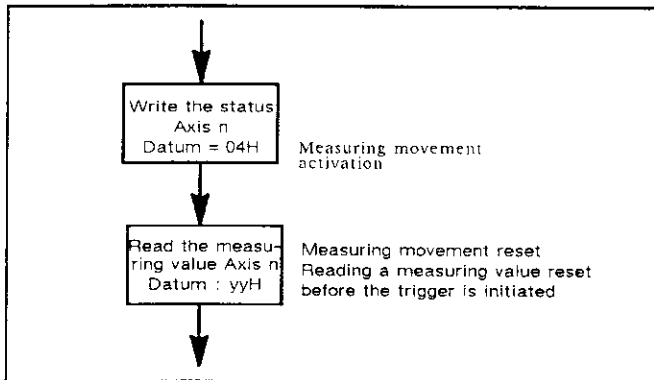 Write the status
Axis n
Datum = 04H
Measuring movement
activation
Read the measu-
ring value Axis n
Datum : yyH
Measuring movement reset
Reading a measuring value reset
before the trigger is initiated